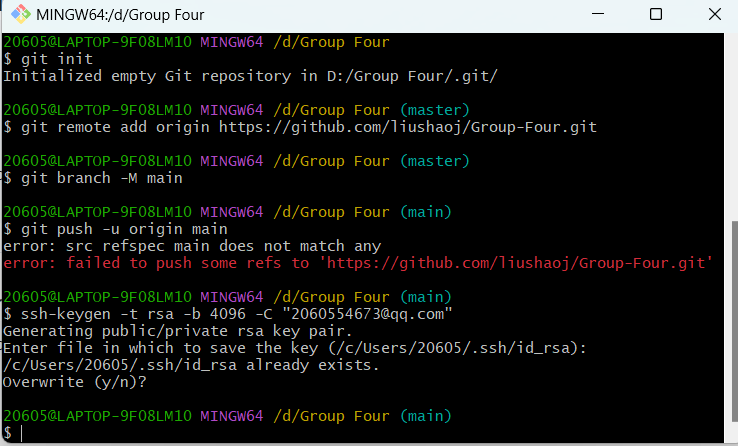 MINGW64:/d/Group Four
20605@LAPTOP-9F08LM10 MINGW64 /d/Group Four
$ git init
Initialized empty Git repository in D:/Group Four/.git/
20605@LAPTOP-9F08LM10 MINGW64 /d/Group Four (master)
$ git remote add origin https://github.com/liushaoj/Group-Four.git
20605@LAPTOP-9F08LM10 MINGW64 /d/Group Four (master)
$ git branch -M main
20605@LAPTOP-9F08LM10 MINGW64 /d/Group Four (main)
$ git push -u origin main
error: src refspec main does not match any
error: failed to push some refs to 'https://github.com/liushaoj/Group-Four.git'
20605@LAPTOP-9F08LM10 MINGW64 /d/Group Four (main)
$ ssh-keygen -t rsa -b 4096 -C "2060554673@qq.com"
Generating public/private rsa key pair.
Enter file in which to save the key (/c/Users/20605/.ssh/id_rsa):
/c/Users/20605/.ssh/id_rsa already exists.
Overwrite (y/n)?
20605@LAPTOP-9F08LM10 MINGW64 /d/Group Four (main)
$